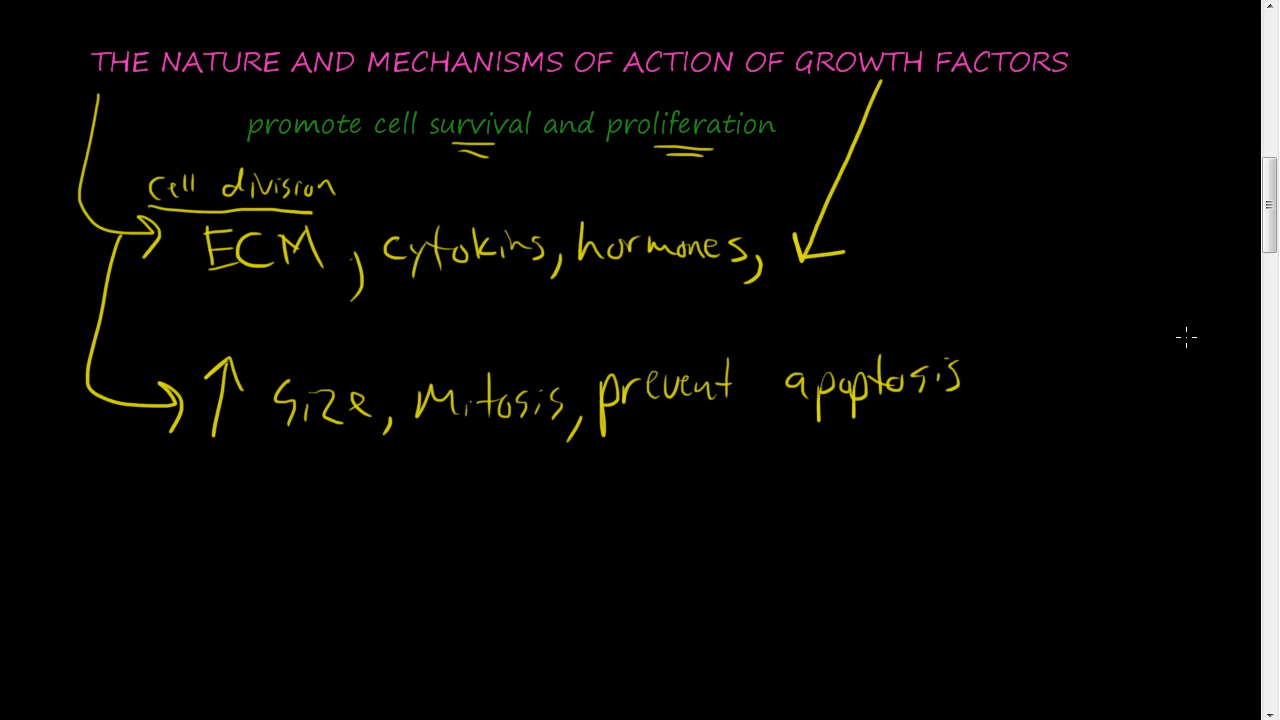 THE NATURE AND MECHANISMS OF ACTION OF GROWTH FACTORS
promote cell survival and proliferation
cell division
ECM, cytokins, hormones,
↑ size, Mitosis, prevent apoptosis